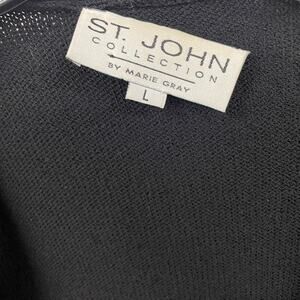 ST. JOHN
COLLECTION
BY MARIE GRAY
L